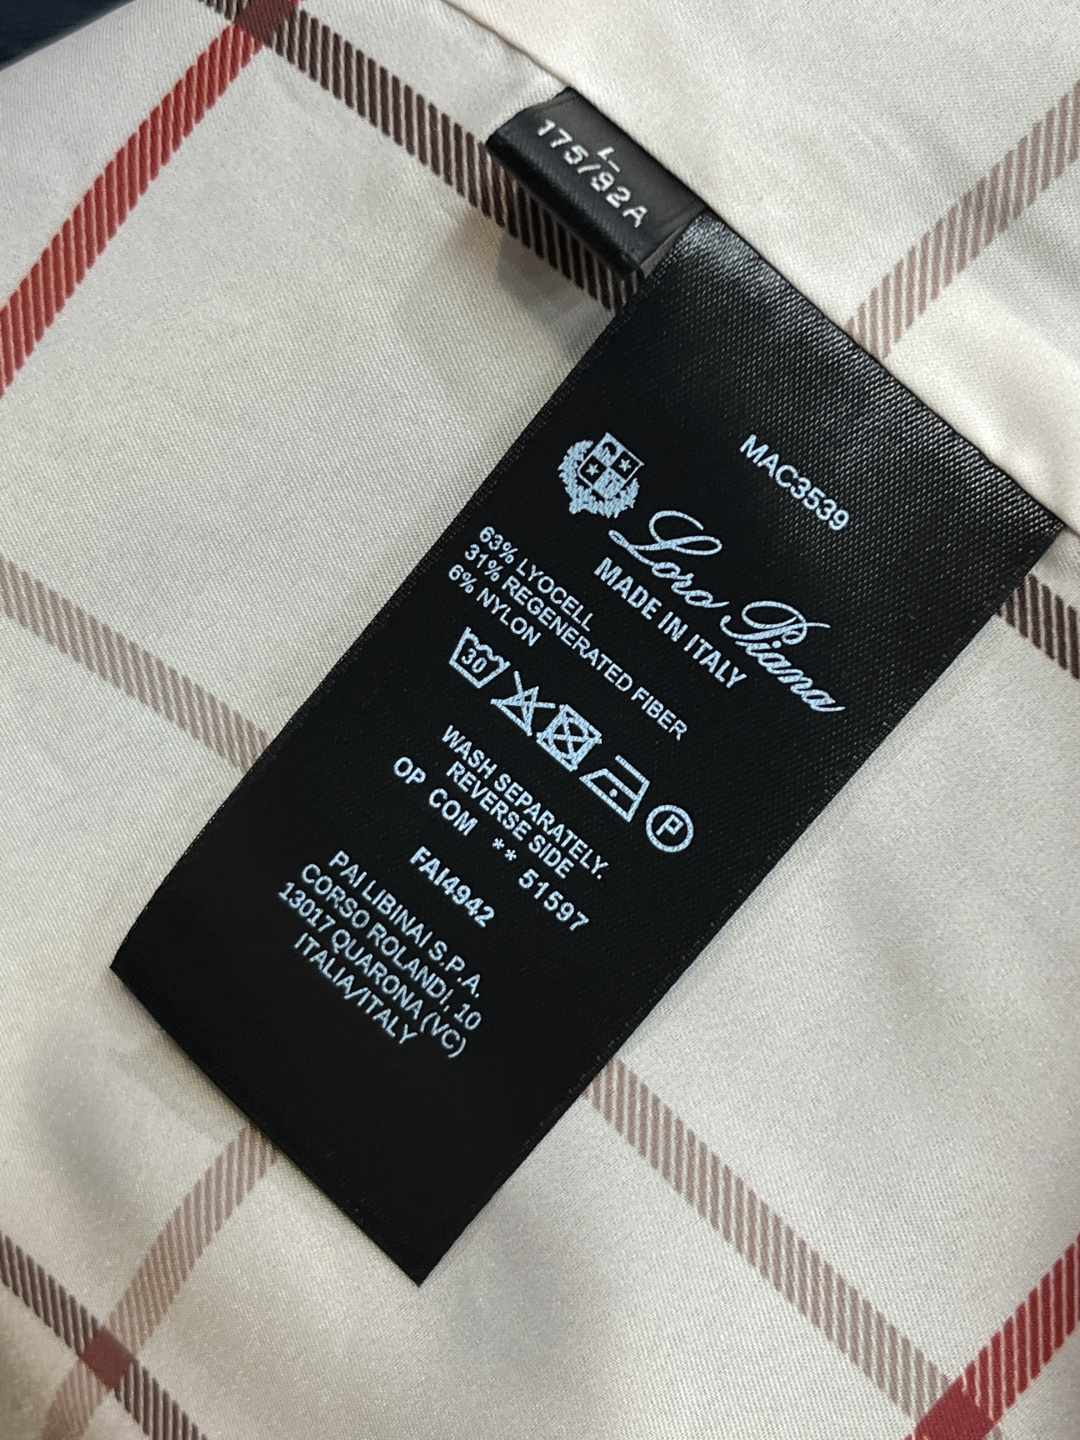 L
175/92A
MAC3539
Loro Piana
MADE IN ITALY
63% LYOCELL
31% REGENERATED FIBER
6% NYLON
30
P
WASH SEPARATELY.
REVERSE SIDE
OP COM ** 51597
FAI4942
PAI LIBINAI S.P.A.
CORSO ROLANDI, 10
13017 QUARONA (VC)
ITALIA/ITALY